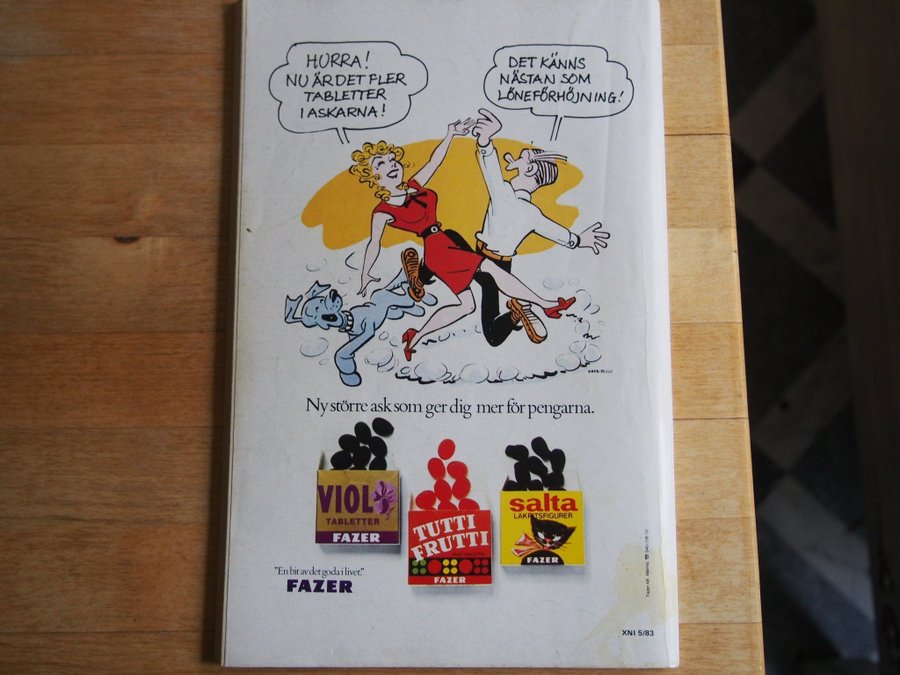 HURRA!
NU ÄR DET FLER
TABLETTER
I ASKARNA!
DET KÄNNS
NÄSTAN SOM
LÖNEFÖRHÖJNING!
Ny större ask som ger dig mer för pengarna.
VIOL
TABLETTER
FAZER
TUTTI
FRUTTI
FAZER
salta
LAKRITSFIGURER
FAZER
"En bit av det goda i livet."
FAZER
XNI 5/83